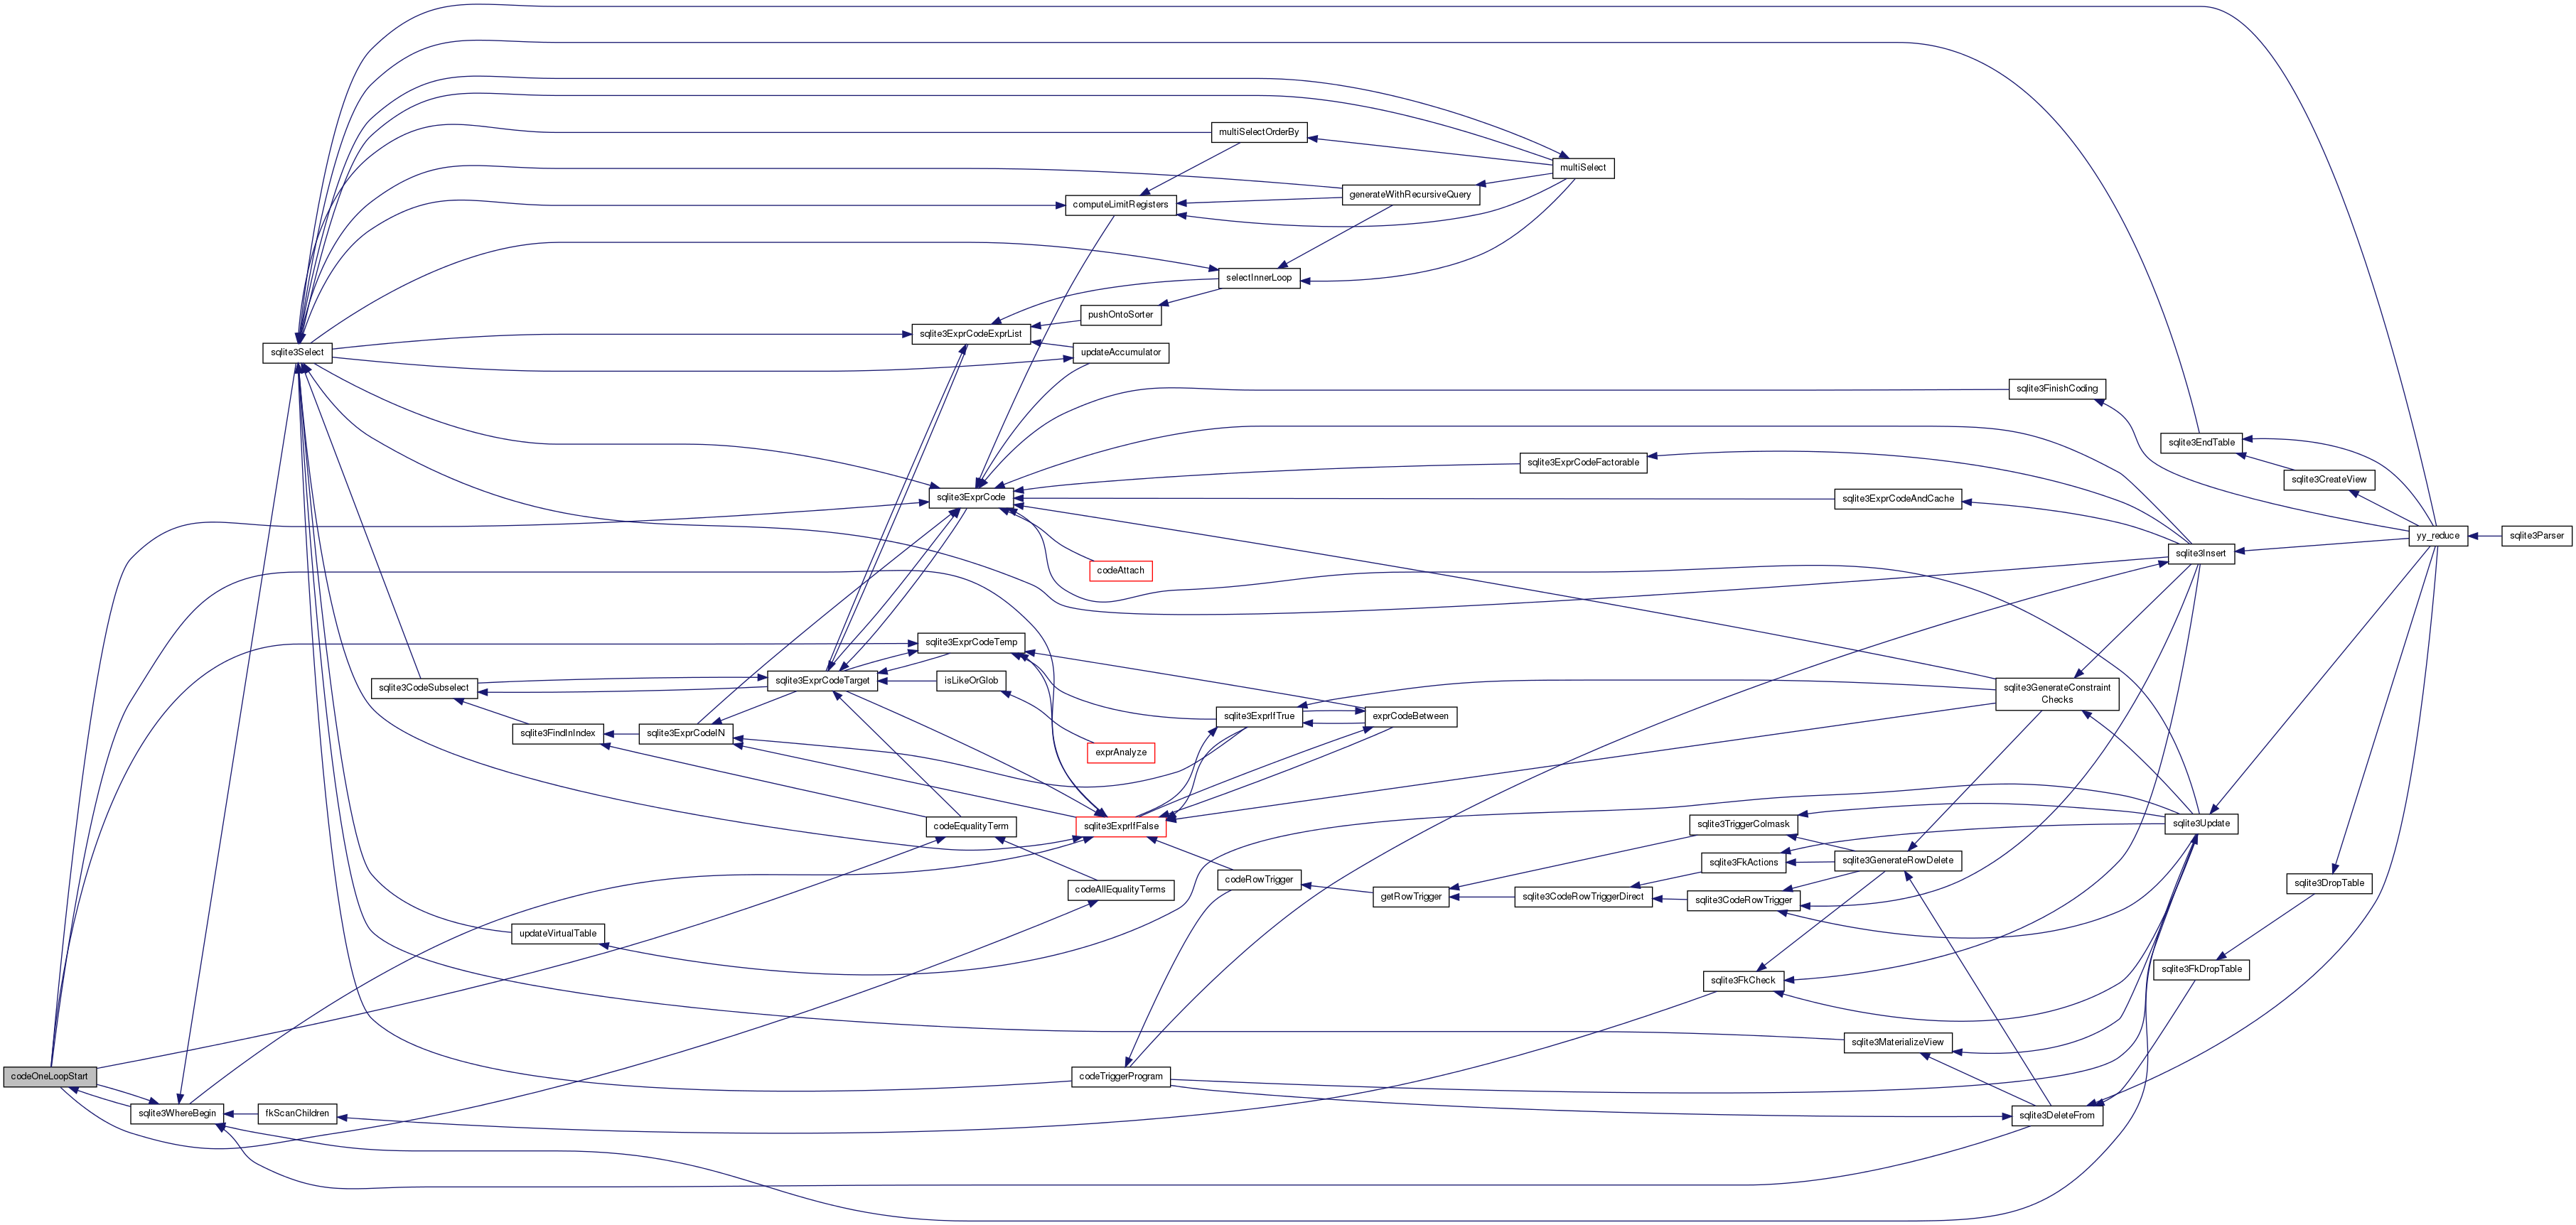 multiSelectOrderBy
multiSelect
generateWithRecursiveQuery
computeLimitRegisters
selectInnerLoop
pushOntoSorter
sqlite3ExprCodeExprList
sqlite3Select
updateAccumulator
sqlite3FinishCoding
sqlite3EndTable
sqlite3ExprCodeFactorable
sqlite3CreateView
sqlite3ExprCode
sqlite3ExprCodeAndCache
yy_reduce
sqlite3Parser
sqlite3Insert
codeAttach
sqlite3ExprCodeTemp
sqlite3CodeSubselect
sqlite3ExprCodeTarget
isLikeOrGlob
sqlite3GenerateConstraint
Checks
sqlite3FindInIndex
sqlite3ExprCodeIN
sqlite3ExprIfTrue
exprCodeBetween
exprAnalyze
codeEqualityTerm
sqlite3ExprIfFalse
sqlite3TriggerColmask
sqlite3Update
sqlite3FkActions
sqlite3GenerateRowDelete
codeAllEqualityTerms
codeRowTrigger
getRowTrigger
sqlite3CodeRowTriggerDirect
sqlite3CodeRowTrigger
sqlite3DropTable
updateVirtualTable
sqlite3FkCheck
sqlite3FkDropTable
sqlite3MaterializeView
codeOneLoopStart
codeTriggerProgram
sqlite3WhereBegin
fkScanChildren
sqlite3DeleteFrom